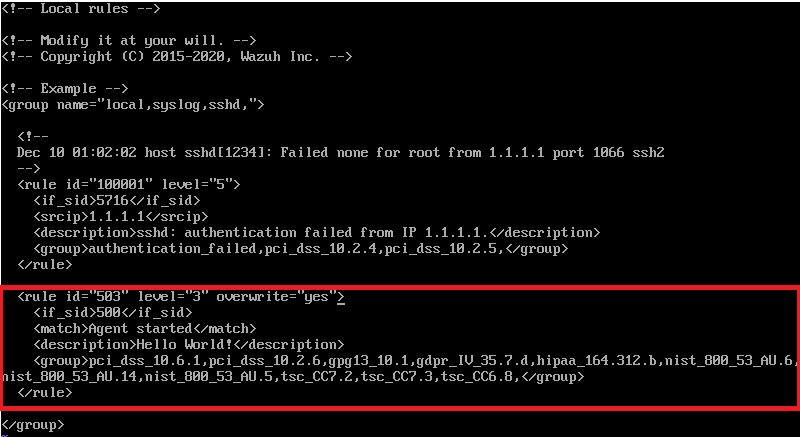 <!-- Local rules -->
<!-- Modify it at your will. -->
<!-- Copyright (C) 2015-2020, Wazuh Inc. -->
<!-- Example -->
<group name="local,syslog,sshd,">
<!--
Dec 10 01:02:02 host sshd[1234]: Failed none for root from 1.1.1.1 port 1066 ssh2
-->
<rule id="100001" level="5">
<if_sid>5716</if_sid>
<srcip>1.1.1.1</srcip>
<description>sshd: authentication failed from IP 1.1.1.1.</description>
<group>authentication_failed,pci_dss_10.2.4,pci_dss_10.2.5,</group>
</rule>
<rule id="503" level="3" overwrite="yes">
<if_sid>500</if_sid>
<match>Agent started</match>
<description>Hello World!</description>
<group>pci_dss_10.6.1,pci_dss_10.2.6,gpg13_10.1,gdpr_IV_35.7.d,hipaa_164.312.b,nist_800_53_AU.6,
nist_800_53_AU.14,nist_800_53_AU.5,tsc_CC7.2,tsc_CC7.3,tsc_CC6.8,</group>
</rule>
</group>